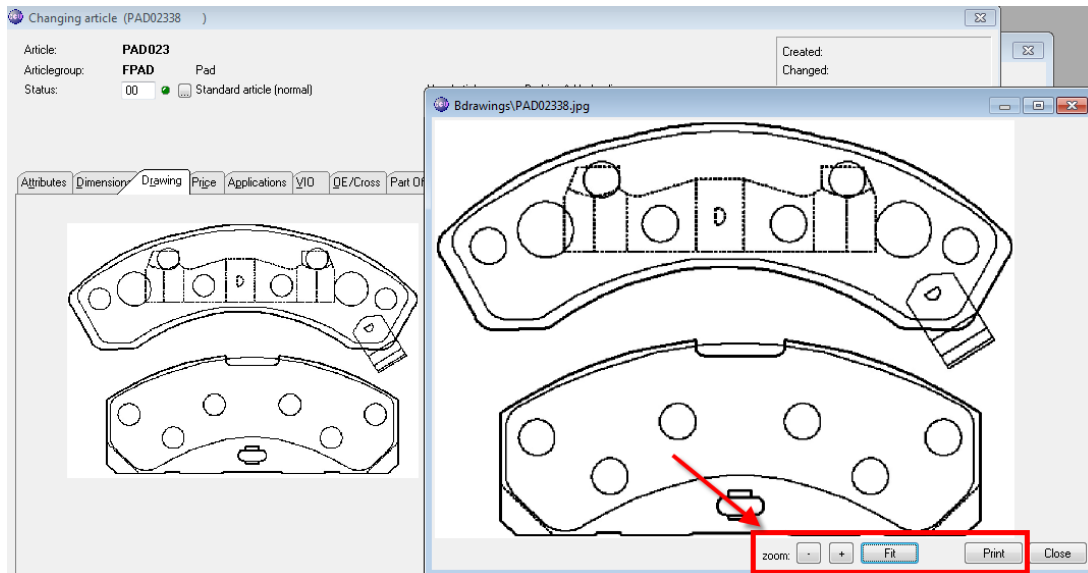 Changing article (PAD02338 )
Article: PAD023
Created:
Articlegroup: FPAD Pad
Changed:
Status: 00 ... Standard article (normal)
Attributes Dimension Drawing Price Applications VIO OE/Cross Part Of
D
D
Bdrawings\PAD02338.jpg
D
D
zoom: - + Fit Print Close